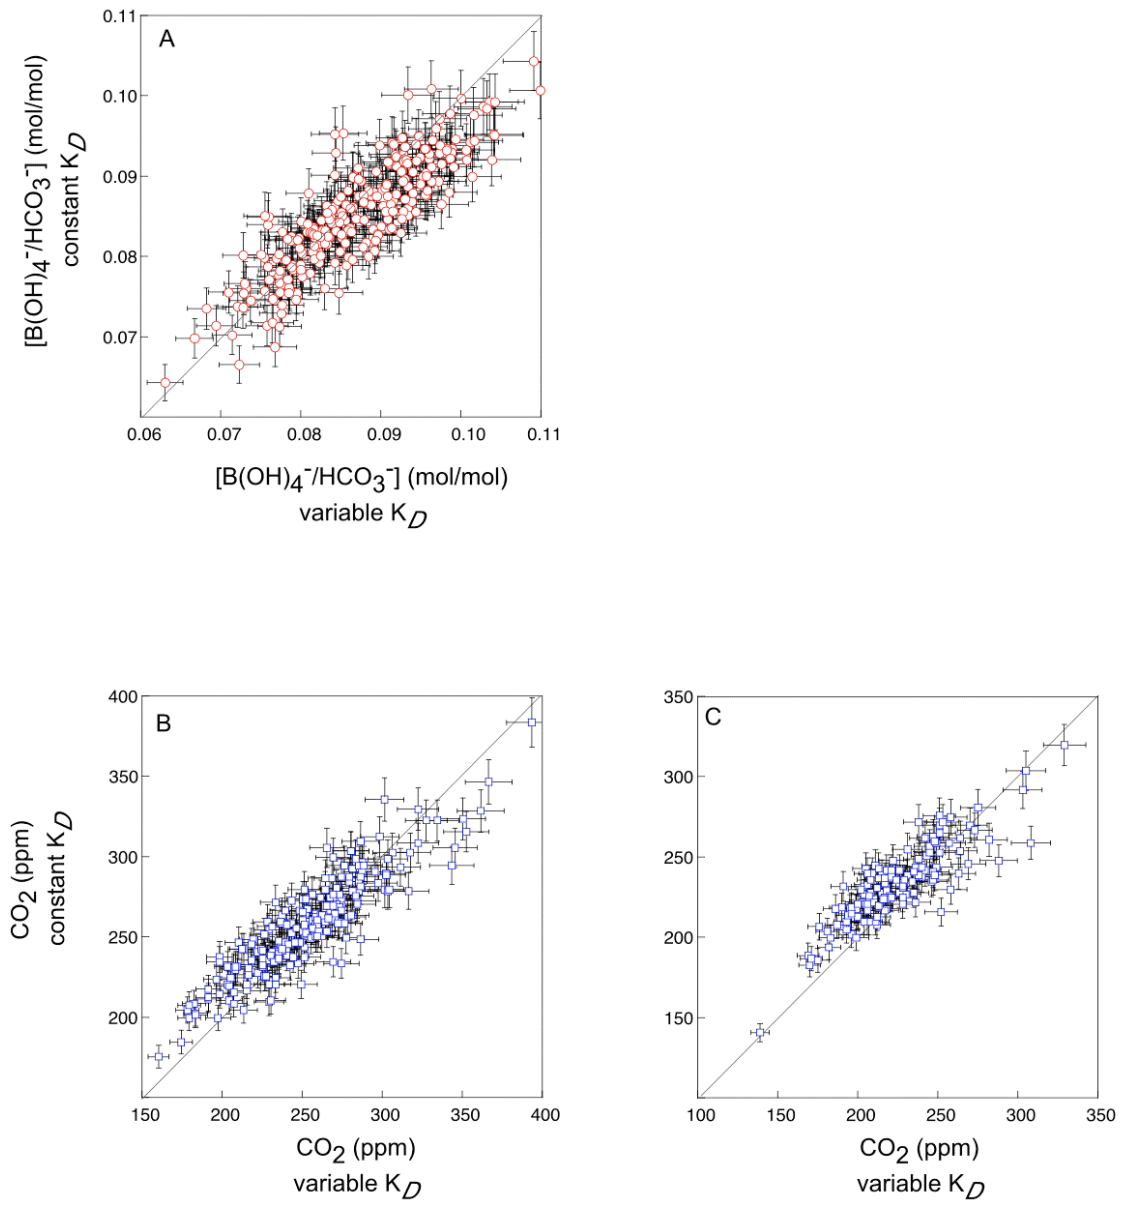 A
0.11
0.10
0.09
0.08
0.07
[B(OH)4⁻/HCO3⁻] (mol/mol)
constant KD
0.06 0.07 0.08 0.09 0.10 0.11
[B(OH)4⁻/HCO3⁻] (mol/mol)
variable KD
B
400
350
300
250
200
CO2 (ppm)
constant KD
150 200 250 300 350 400
CO2 (ppm)
variable KD
C
350
300
250
200
150
100 150 200 250 300 350
CO2 (ppm)
variable KD